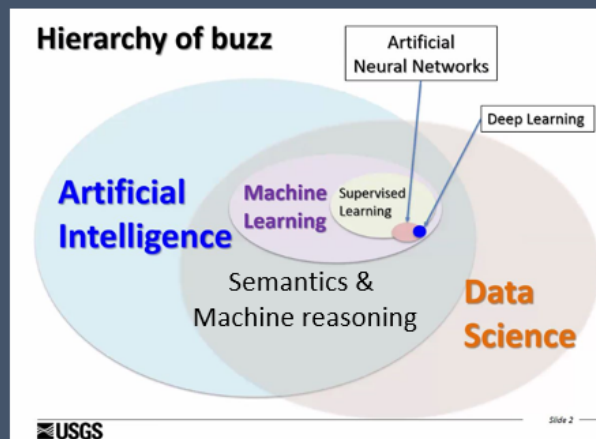 Hierarchy of buzz
Artificial
Neural Networks
Deep Learning
Artificial
Intelligence
Machine
Learning
Supervised
Learning
Semantics &
Machine reasoning
Data
Science
USGS
Slide 2